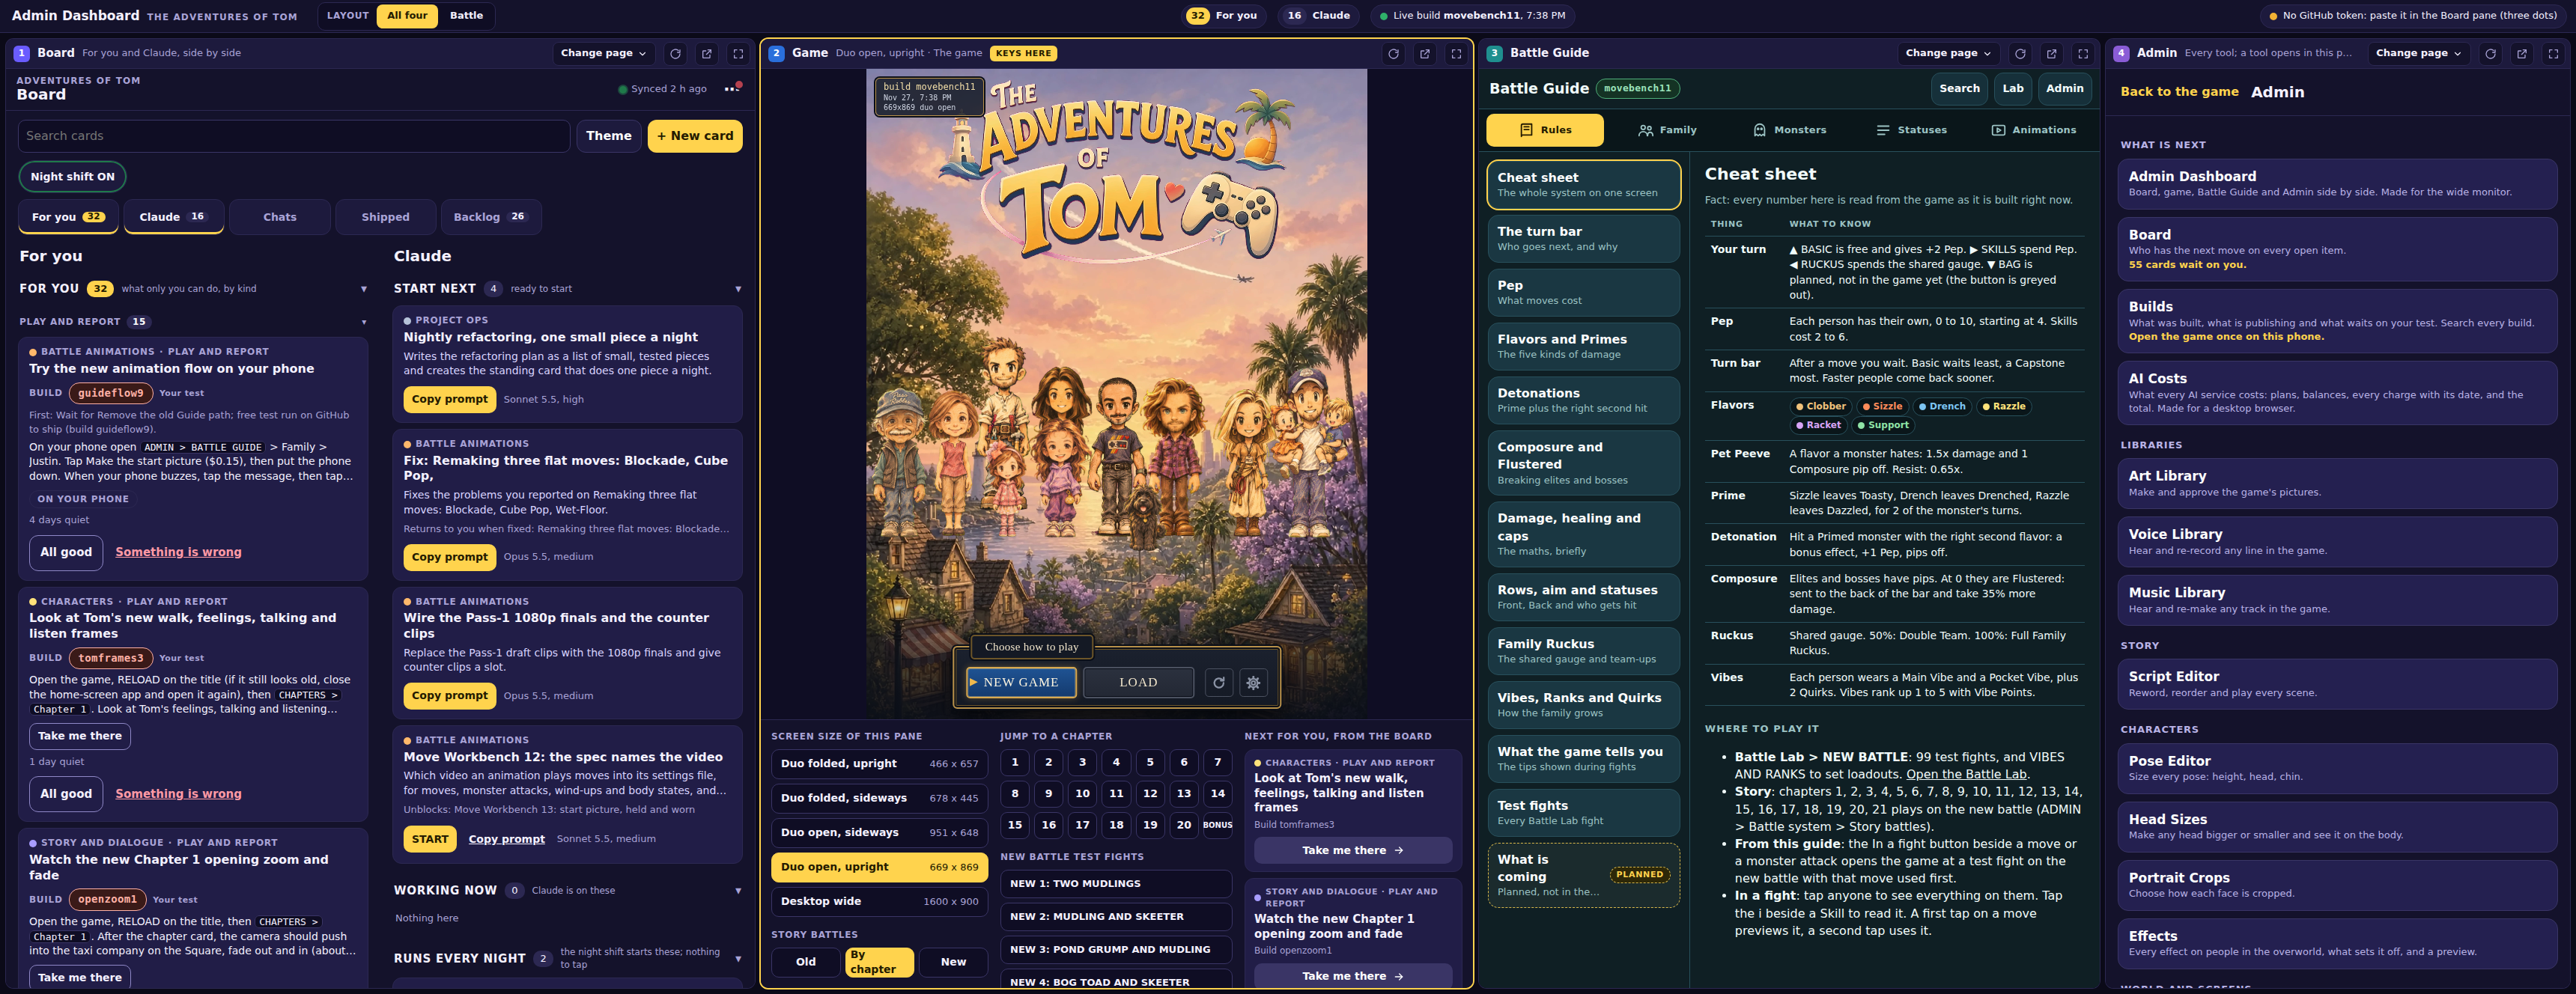 Admin Dashboard THE ADVENTURES OF TOM
LAYOUT All four Battle
32 For you
16 Claude
Live build movebench11, 7:38 PM
No GitHub token: paste it in the Board pane (three dots)
1 Board For you and Claude, side by side
Change page
ADVENTURES OF TOM
Board
Synced 2 h ago
Search cards
Theme
+ New card
Night shift ON
For you 32
Claude 16
Chats
Shipped
Backlog 26
For you
FOR YOU 32 what only you can do, by kind
PLAY AND REPORT 15
BATTLE ANIMATIONS · PLAY AND REPORT
Try the new animation flow on your phone
BUILD guideflow9 Your test
First: Wait for Remove the old Guide path; free test run on GitHub
to ship (build guideflow9).
On your phone open ADMIN > BATTLE GUIDE > Family >
Justin. Tap Make the start picture ($0.15), then put the phone
down. When your phone buzzes, tap the message, then tap...
ON YOUR PHONE
4 days quiet
All good Something is wrong
CHARACTERS · PLAY AND REPORT
Look at Tom's new walk, feelings, talking and
listen frames
BUILD tomframes3 Your test
Open the game, RELOAD on the title (if it still looks old, close
the home-screen app and open it again), then CHAPTERS >
Chapter 1. Look at Tom's feelings, talking and listening...
Take me there
1 day quiet
All good Something is wrong
STORY AND DIALOGUE · PLAY AND REPORT
Watch the new Chapter 1 opening zoom and
fade
BUILD openzoom1 Your test
Open the game, RELOAD on the title, then CHAPTERS >
Chapter 1. After the chapter card, the camera should push
into the taxi company on the Square, fade out and in (about...
Take me there
Claude
START NEXT 4 ready to start
PROJECT OPS
Nightly refactoring, one small piece a night
Writes the refactoring plan as a list of small, tested pieces
and creates the standing card that does one piece a night.
Copy prompt Sonnet 5.5, high
BATTLE ANIMATIONS
Fix: Remaking three flat moves: Blockade, Cube
Pop,
Fixes the problems you reported on Remaking three flat
moves: Blockade, Cube Pop, Wet-Floor.
Returns to you when fixed: Remaking three flat moves: Blockade...
Copy prompt Opus 5.5, medium
BATTLE ANIMATIONS
Wire the Pass-1 1080p finals and the counter
clips
Replace the Pass-1 draft clips with the 1080p finals and give
counter clips a slot.
Copy prompt Opus 5.5, medium
BATTLE ANIMATIONS
Move Workbench 12: the spec names the video
Which video an animation plays moves into its settings file,
for moves, monster attacks, wind-ups and body states, and...
Unblocks: Move Workbench 13: start picture, held and worn
START Copy prompt Sonnet 5.5, medium
WORKING NOW 0 Claude is on these
Nothing here
RUNS EVERY NIGHT 2 the night shift starts these; nothing
to tap
2 Game Duo open, upright · The game KEYS HERE
build movebench11
Nov 27, 7:38 PM
669x869 duo open
THE
ADVENTURES
OF
TOM
Choose how to play
NEW GAME
LOAD
SCREEN SIZE OF THIS PANE
Duo folded, upright 466 x 657
Duo folded, sideways 678 x 445
Duo open, sideways 951 x 648
Duo open, upright 669 x 869
Desktop wide 1600 x 900
STORY BATTLES
Old
By
chapter
New
JUMP TO A CHAPTER
1 2 3 4 5 6 7
8 9 10 11 12 13 14
15 16 17 18 19 20 BONUS
NEW BATTLE TEST FIGHTS
NEW 1: TWO MUDLINGS
NEW 2: MUDLING AND SKEETER
NEW 3: POND GRUMP AND MUDLING
NEW 4: BOG TOAD AND SKEETER
NEXT FOR YOU, FROM THE BOARD
CHARACTERS · PLAY AND REPORT
Look at Tom's new walk,
feelings, talking and listen
frames
Build tomframes3
Take me there
STORY AND DIALOGUE · PLAY AND
REPORT
Watch the new Chapter 1
opening zoom and fade
Build openzoom1
Take me there
3 Battle Guide
Change page
Battle Guide movebench11
Search
Lab
Admin
Rules
Family
Monsters
Statuses
Animations
Cheat sheet
The whole system on one screen
The turn bar
Who goes next, and why
Pep
What moves cost
Flavors and Primes
The five kinds of damage
Detonations
Prime plus the right second hit
Composure and
Flustered
Breaking elites and bosses
Damage, healing and
caps
The maths, briefly
Rows, aim and statuses
Front, Back and who gets hit
Family Ruckus
The shared gauge and team-ups
Vibes, Ranks and Quirks
How the family grows
What the game tells you
The tips shown during fights
Test fights
Every Battle Lab fight
What is
coming
Planned, not in the...
PLANNED
Cheat sheet
Fact: every number here is read from the game as it is built right now.
THING WHAT TO KNOW
Your turn ▲ BASIC is free and gives +2 Pep. ▶ SKILLS spend Pep.
◀ RUCKUS spends the shared gauge. ▼ BAG is
planned, not in the game yet (the button is greyed
out).
Pep Each person has their own, 0 to 10, starting at 4. Skills
cost 2 to 6.
Turn bar After a move you wait. Basic waits least, a Capstone
most. Faster people come back sooner.
Flavors Clobber Sizzle Drench Razzle
Racket Support
Pet Peeve A flavor a monster hates: 1.5x damage and 1
Composure pip off. Resist: 0.65x.
Prime Sizzle leaves Toasty, Drench leaves Drenched, Razzle
leaves Dazzled, for 2 of the monster's turns.
Detonation Hit a Primed monster with the right second flavor: a
bonus effect, +1 Pep, pips off.
Composure Elites and bosses have pips. At 0 they are Flustered:
sent to the back of the bar and take 35% more
damage.
Ruckus Shared gauge. 50%: Double Team. 100%: Full Family
Ruckus.
Vibes Each person wears a Main Vibe and a Pocket Vibe, plus
2 Quirks. Vibes rank up 1 to 5 with Vibe Points.
WHERE TO PLAY IT
• Battle Lab > NEW BATTLE: 99 test fights, and VIBES
AND RANKS to set loadouts. Open the Battle Lab.
• Story: chapters 1, 2, 3, 4, 5, 6, 7, 8, 9, 10, 11, 12, 13, 14,
15, 16, 17, 18, 19, 20, 21 plays on the new battle (ADMIN
> Battle system > Story battles).
• From this guide: the In a fight button beside a move or
a monster attack opens the game at a test fight on the
new battle with that move used first.
• In a fight: tap anyone to see everything on them. Tap
the i beside a Skill to read it. A first tap on a move
previews it, a second tap uses it.
4 Admin Every tool; a tool opens in this p...
Change page
Back to the game Admin
WHAT IS NEXT
Admin Dashboard
Board, game, Battle Guide and Admin side by side. Made for the wide monitor.
Board
Who has the next move on every open item.
55 cards wait on you.
Builds
What was built, what is publishing and what waits on your test. Search every build.
Open the game once on this phone.
AI Costs
What every AI service costs: plans, balances, every charge with its date, and the
total. Made for a desktop browser.
LIBRARIES
Art Library
Make and approve the game's pictures.
Voice Library
Hear and re-record any line in the game.
Music Library
Hear and re-make any track in the game.
STORY
Script Editor
Reword, reorder and play every scene.
CHARACTERS
Pose Editor
Size every pose: height, head, chin.
Head Sizes
Make any head bigger or smaller and see it on the body.
Portrait Crops
Choose how each face is cropped.
Effects
Every effect on people in the overworld, what sets it off, and a preview.
WORLD AND SCREENS